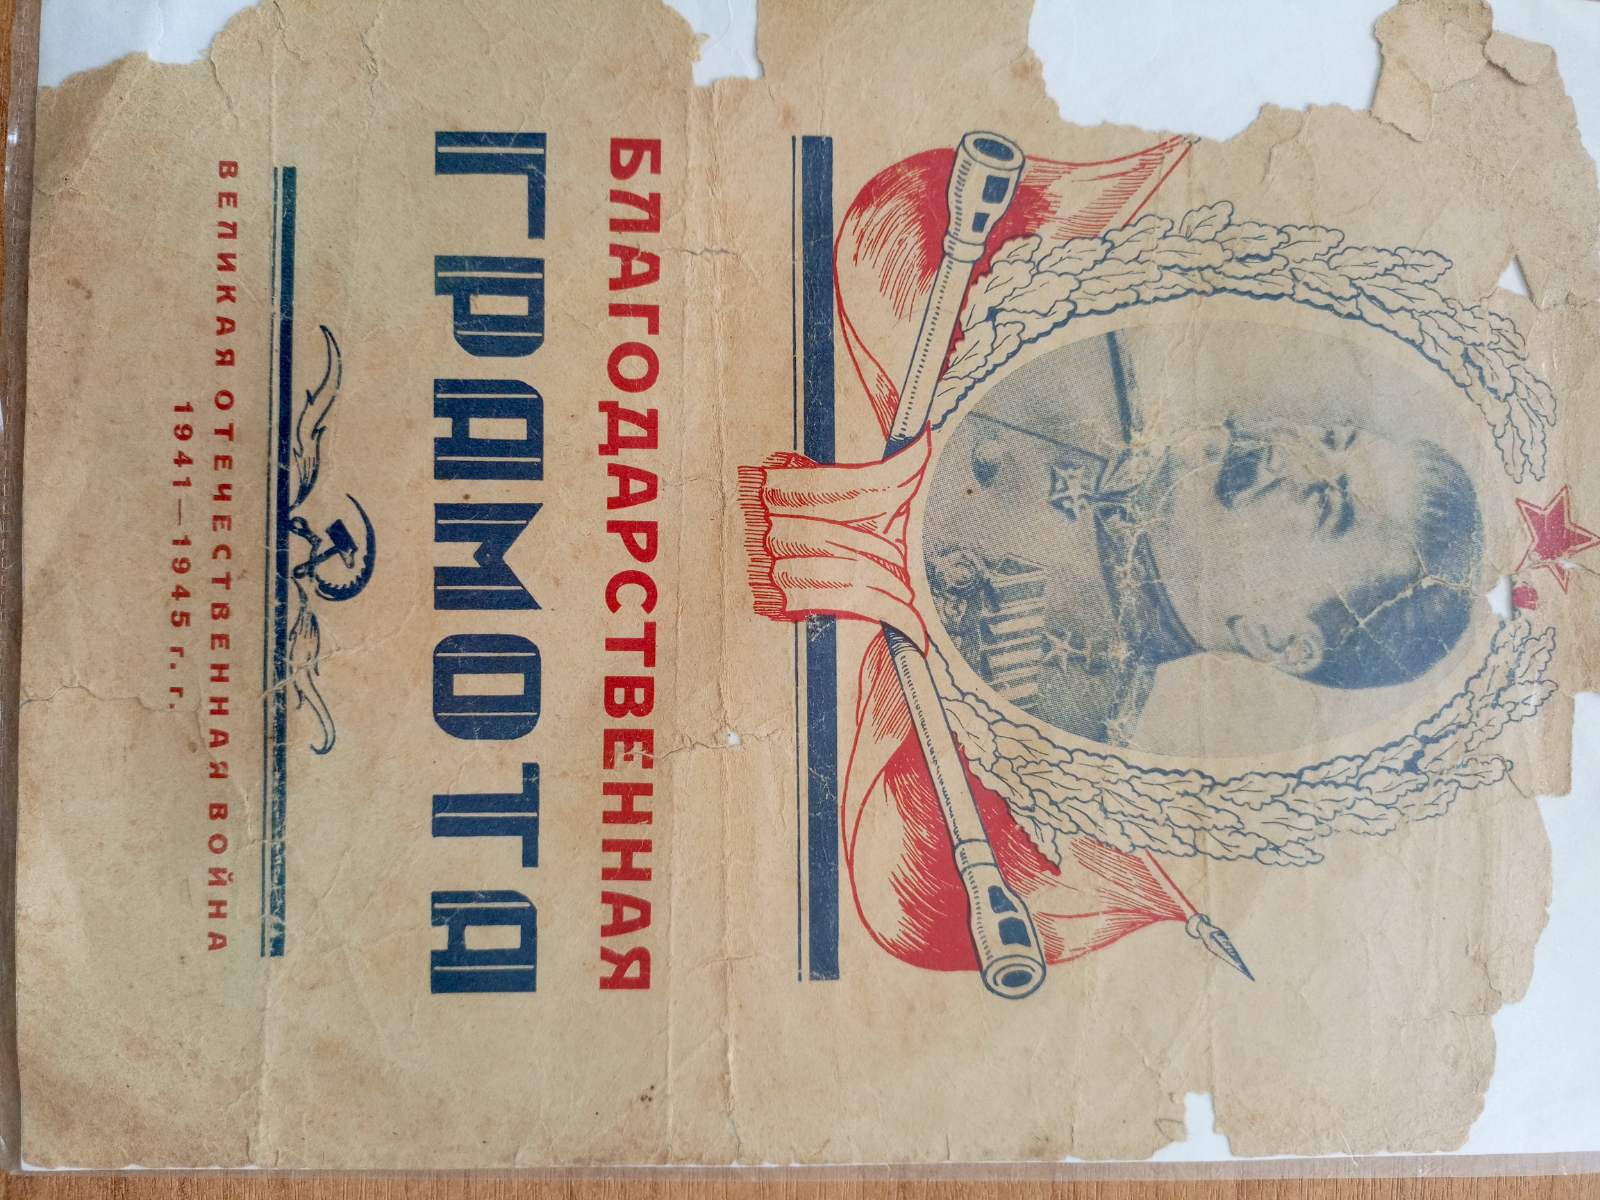 БЛАГОДАРСТВЕННАЯ
ГРАМОТА
ВЕЛИКАЯ ОТЕЧЕСТВЕННАЯ ВОЙНА
1941—1945 г. г.